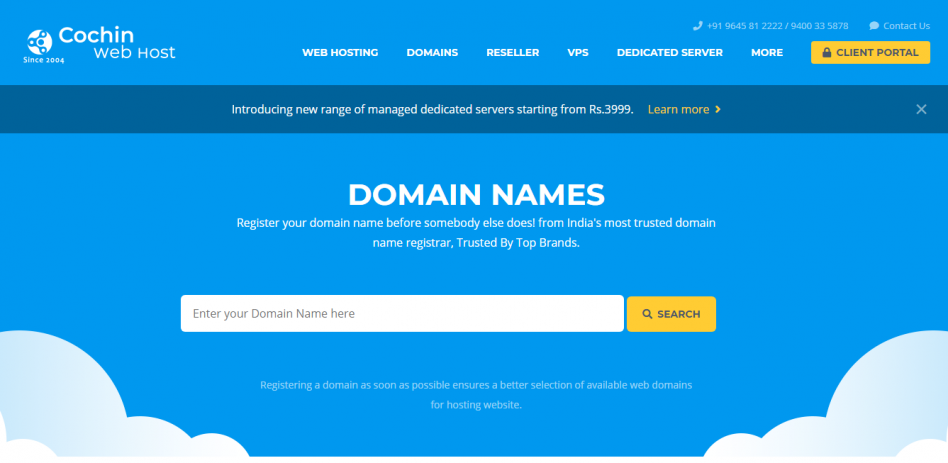 +91 9645 81 2222 / 9400 33 5878 Contact Us
Cochin
web Host
Since 2004
WEB HOSTING DOMAINS RESELLER VPS DEDICATED SERVER MORE CLIENT PORTAL
Introducing new range of managed dedicated servers starting from Rs.3999. Learn more
DOMAIN NAMES
Register your domain name before somebody else does! from India's most trusted domain
name registrar, Trusted By Top Brands.
Enter your Domain Name here SEARCH
Registering a domain as soon as possible ensures a better selection of available web domains
for hosting website.